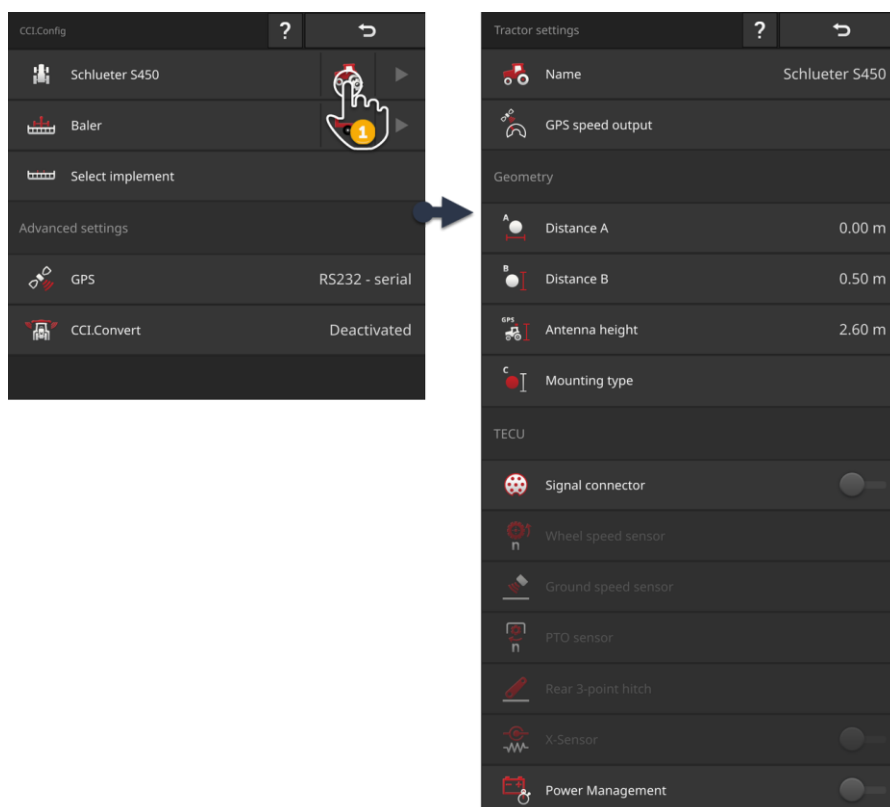 CCI.Config
?
Schlueter S450
Baler
1
Select implement
Advanced settings
GPS
RS232 - serial
CCI.Convert
Deactivated
Tractor settings
?
Name
Schlueter S450
GPS speed output
Geometry
A
Distance A
0.00 m
B
Distance B
0.50 m
GPS
Antenna height
2.60 m
C
Mounting type
TECU
Signal connector
n
Wheel speed sensor
Ground speed sensor
n
PTO sensor
Rear 3-point hitch
X-Sensor
Power Management